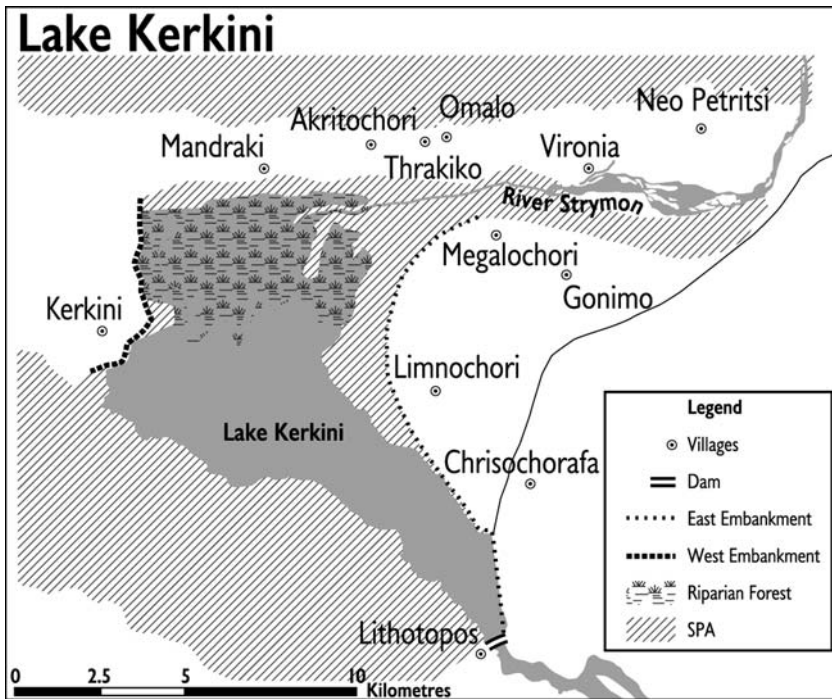 Lake Kerkini
Neo Petritsi
Omalo
Akritochori
Mandraki
Thrakiko
Vironia
River Strymon
Megalochori
Gonimo
Kerkini
Limnochori
Lake Kerkini
Chrisochorafa
Lithotopos
Legend
Villages
Dam
East Embankment
West Embankment
Riparian Forest
SPA
0 2.5 5 10
Kilometres